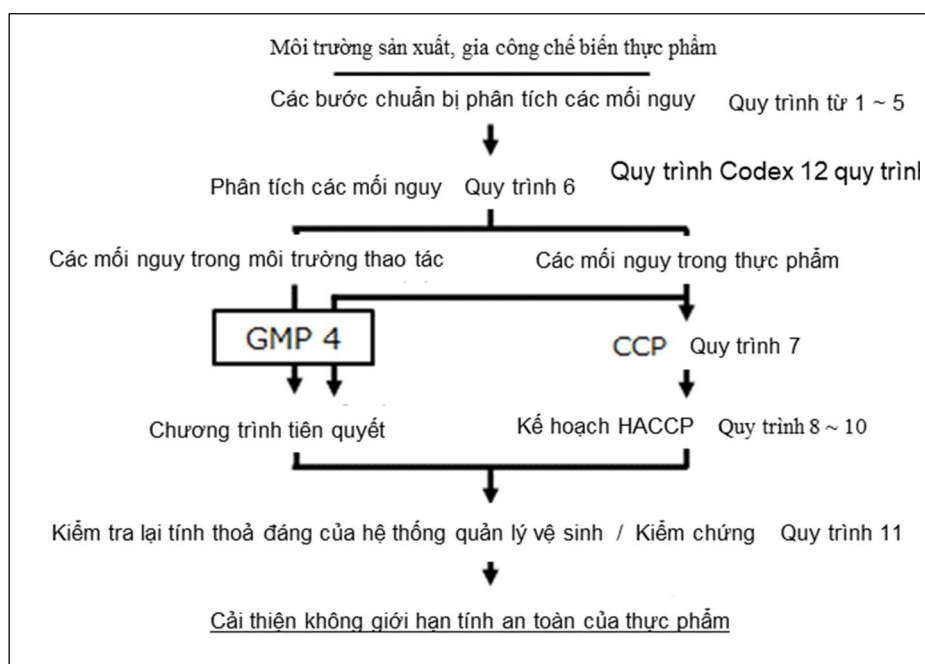 Môi trường sản xuất, gia công chế biến thực phẩm
Các bước chuẩn bị phân tích các mối nguy Quy trình từ 1 ~ 5
Quy trình Codex 12 quy trìnl
Phân tích các mối nguy Quy trình 6
Các mối nguy trong môi trường thao tác Các mối nguy trong thực phẩm
GMP 4 CCP Quy trình 7
Chương trình tiên quyết Kế hoạch HACCP Quy trình 8 ~ 10
Kiểm tra lại tính thoả đáng của hệ thống quản lý vệ sinh / Kiểm chứng Quy trình 11
Cải thiện không giới hạn tính an toàn của thực phẩm